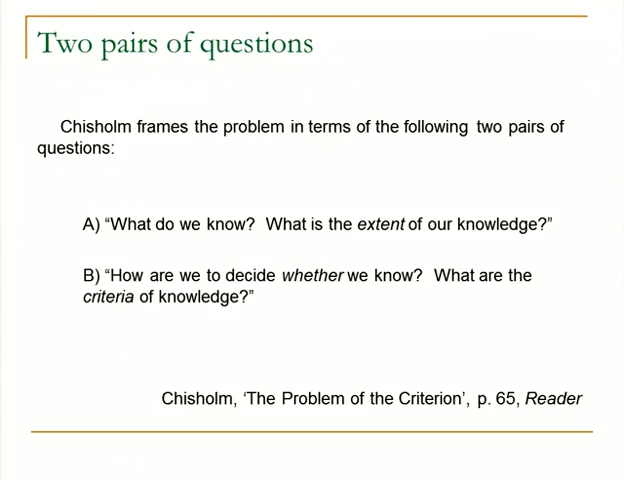 Two pairs of questions
Chisholm frames the problem in terms of the following two pairs of
questions:
A) “What do we know? What is the extent of our knowledge?”
B) “How are we to decide whether we know? What are the
criteria of knowledge?”
Chisholm, ‘The Problem of the Criterion’, p. 65, Reader